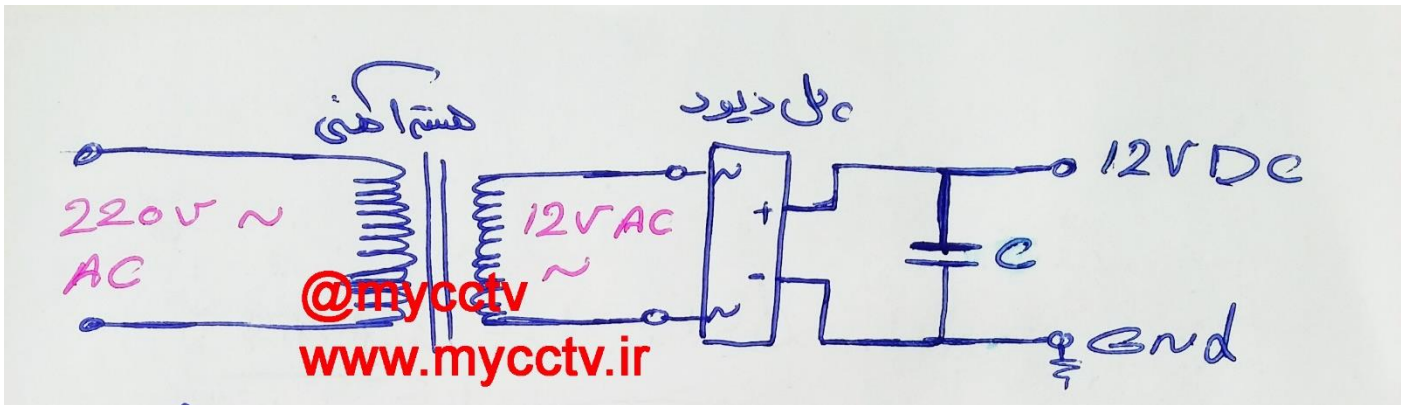 هسته آهنی
پل دیود
220V ~
AC
12V AC
~
~
+
-
~
12V DC
C
Gnd
@mycctv
www.mycctv.ir